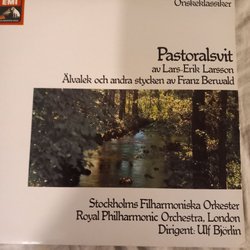 Önskeklassiker
EMI
Pastoralsvit
av Lars-Erik Larsson
Älvalek och andra stycken av Franz Berwald
Stockholms Filharmoniska Orkester
Royal Philharmonic Orchestra, London
Dirigent: Ulf Björlin